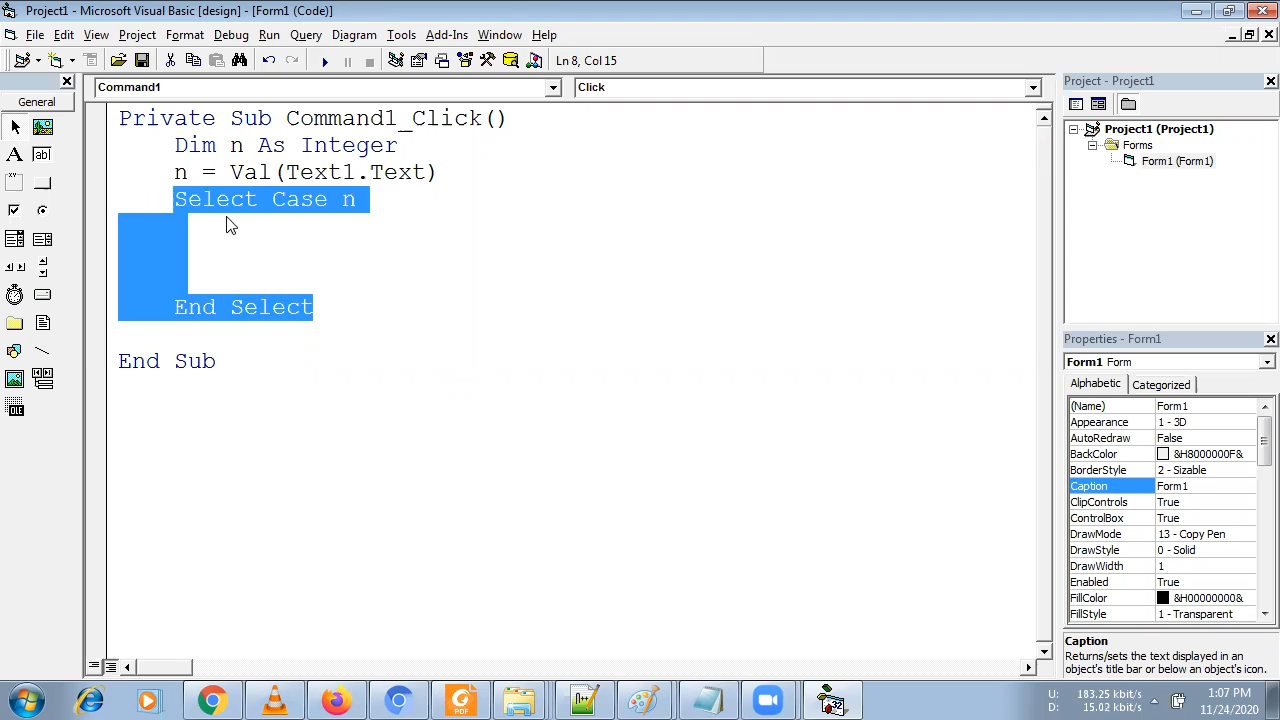 Project1 - Microsoft Visual Basic [design] - [Form1 (Code)]
File Edit View Project Format Debug Run Query Diagram Tools Add-Ins Window Help
Ln 8, Col 15
General
Command1
Click
Private Sub Command1_Click()
Dim n As Integer
n = Val(Text1.Text)
Select Case n
End Select
End Sub
Project - Project1
Project1 (Project1)
Forms
Form1 (Form1)
Properties - Form1
Form1 Form
Alphabetic Categorized
(Name) Form1
Appearance 1 - 3D
AutoRedraw False
BackColor &H8000000F&
BorderStyle 2 - Sizable
Caption Form1
ClipControls True
ControlBox True
DrawMode 13 - Copy Pen
DrawStyle 0 - Solid
DrawWidth 1
Enabled True
FillColor &H00000000&
FillStyle 1 - Transparent
Caption
Returns/sets the text displayed in an object's title bar or below an object's icon.
U: 183.25 kbit/s
D: 15.02 kbit/s
1:07 PM
11/24/2020